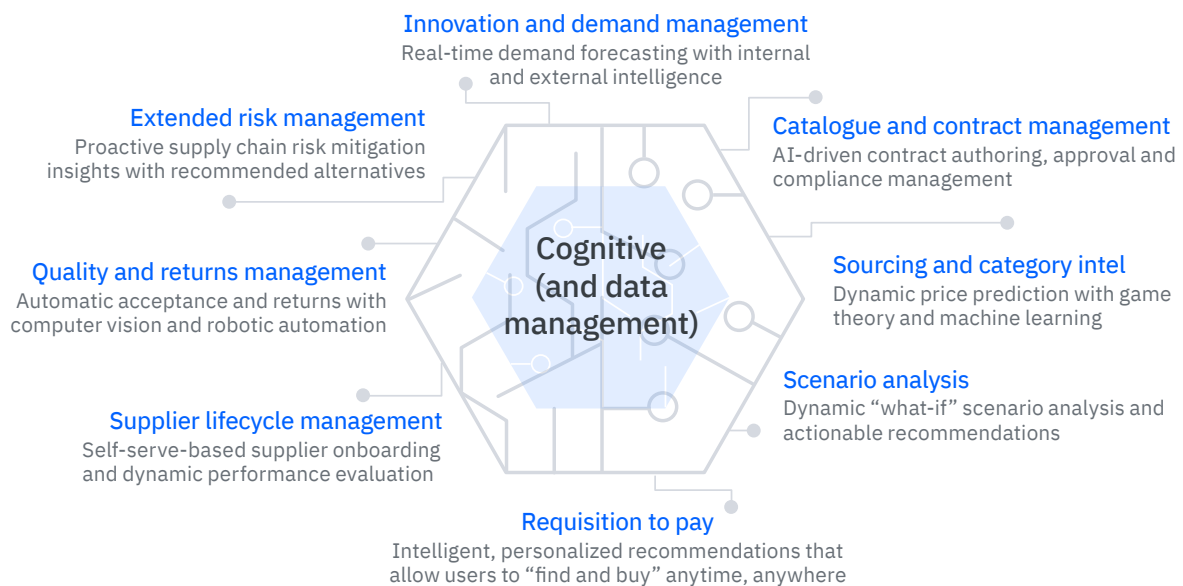 Innovation and demand management
Real-time demand forecasting with internal
and external intelligence
Extended risk management
Proactive supply chain risk mitigation
insights with recommended alternatives
Catalogue and contract management
AI-driven contract authoring, approval and
compliance management
Cognitive
(and data
management)
Quality and returns management
Automatic acceptance and returns with
computer vision and robotic automation
Sourcing and category intel
Dynamic price prediction with game
theory and machine learning
Scenario analysis
Dynamic “what-if” scenario analysis and
actionable recommendations
Supplier lifecycle management
Self-serve-based supplier onboarding
and dynamic performance evaluation
Requisition to pay
Intelligent, personalized recommendations that
allow users to “find and buy” anytime, anywhere